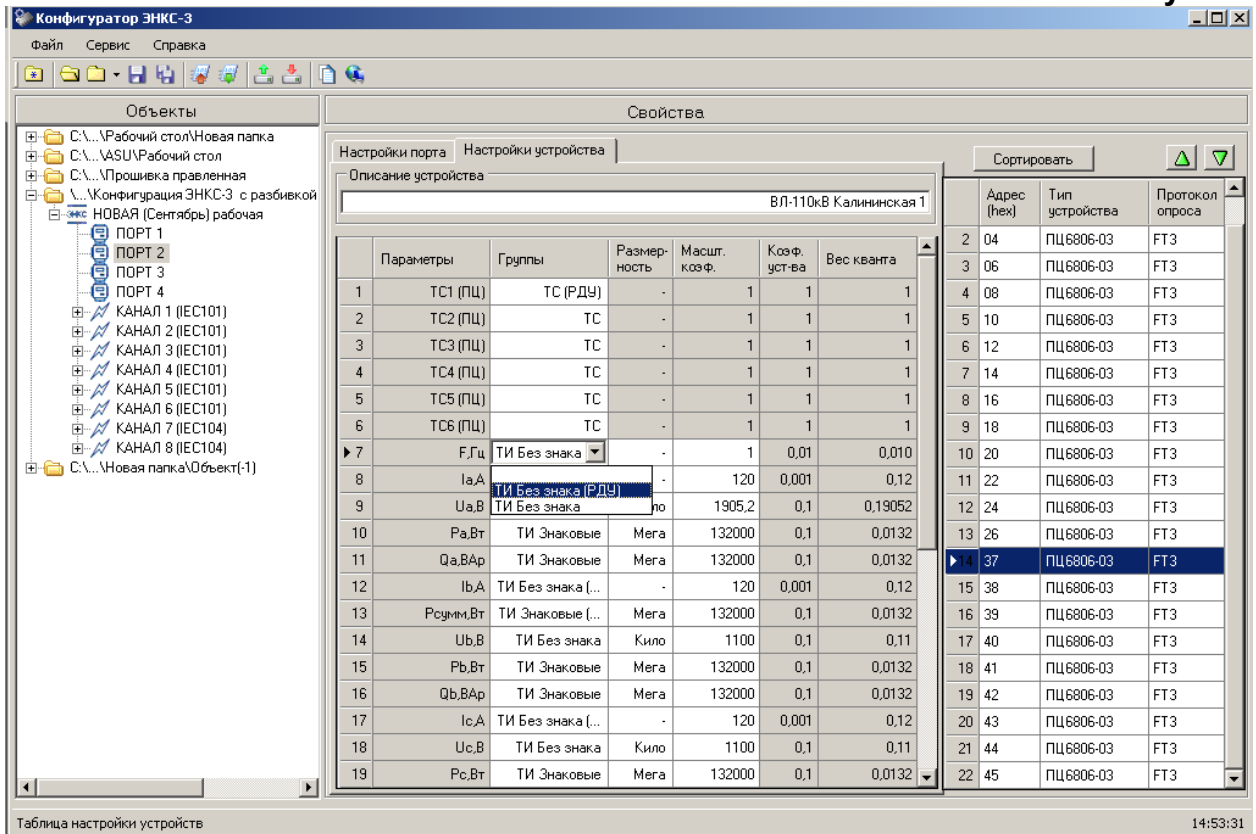 у
Конфигуратор ЭНКС-3
Файл Сервис Справка
Объекты
C:\...\Рабочий стол\Новая папка
C:\...\ASU\Рабочий стол
C:\...\Прошивка правленная
\...\Конфигурация ЭНКС-3 с разбивкой
энкс НОВАЯ (Сентябрь) рабочая
ПОРТ 1
ПОРТ 2
ПОРТ 3
ПОРТ 4
КАНАЛ 1 (IEC101)
КАНАЛ 2 (IEC101)
КАНАЛ 3 (IEC101)
КАНАЛ 4 (IEC101)
КАНАЛ 5 (IEC101)
КАНАЛ 6 (IEC101)
КАНАЛ 7 (IEC104)
КАНАЛ 8 (IEC104)
C:\...\Новая папка\Объект(-1)
Свойства
Настройки порта Настройки устройства
Описание устройства
ВЛ-110кВ Калининская 1
Параметры Группы Размер-ность Масшт. коэф. Коэф. уст-ва Вес кванта
1 ТС1 (ПЦ) ТС (РДУ) - 1 1 1
2 ТС2 (ПЦ) ТС - 1 1 1
3 ТС3 (ПЦ) ТС - 1 1 1
4 ТС4 (ПЦ) ТС - 1 1 1
5 ТС5 (ПЦ) ТС - 1 1 1
6 ТС6 (ПЦ) ТС - 1 1 1
7 F,Гц ТИ Без знака - 1 0,01 0,010
8 Ia,А - 120 0,001 0,12
ТИ Без знака (РДУ)
ТИ Без знака
9 Ua,В ло 1905,2 0,1 0,19052
10 Pa,Вт ТИ Знаковые Мега 132000 0,1 0,0132
11 Qa,ВАр ТИ Знаковые Мега 132000 0,1 0,0132
12 Ib,А ТИ Без знака (... - 120 0,001 0,12
13 Pсумм,Вт ТИ Знаковые (... Мега 132000 0,1 0,0132
14 Ub,В ТИ Без знака Кило 1100 0,1 0,11
15 Pb,Вт ТИ Знаковые Мега 132000 0,1 0,0132
16 Qb,ВАр ТИ Знаковые Мега 132000 0,1 0,0132
17 Ic,А ТИ Без знака (... - 120 0,001 0,12
18 Uc,В ТИ Без знака Кило 1100 0,1 0,11
19 Pc,Вт ТИ Знаковые Мега 132000 0,1 0,0132
Сортировать
Адрес (hex) Тип устройства Протокол опроса
2 04 ПЦ6806-03 FT3
3 06 ПЦ6806-03 FT3
4 08 ПЦ6806-03 FT3
5 10 ПЦ6806-03 FT3
6 12 ПЦ6806-03 FT3
7 14 ПЦ6806-03 FT3
8 16 ПЦ6806-03 FT3
9 18 ПЦ6806-03 FT3
10 20 ПЦ6806-03 FT3
11 22 ПЦ6806-03 FT3
12 24 ПЦ6806-03 FT3
13 26 ПЦ6806-03 FT3
14 37 ПЦ6806-03 FT3
15 38 ПЦ6806-03 FT3
16 39 ПЦ6806-03 FT3
17 40 ПЦ6806-03 FT3
18 41 ПЦ6806-03 FT3
19 42 ПЦ6806-03 FT3
20 43 ПЦ6806-03 FT3
21 44 ПЦ6806-03 FT3
22 45 ПЦ6806-03 FT3
Таблица настройки устройств 14:53:31